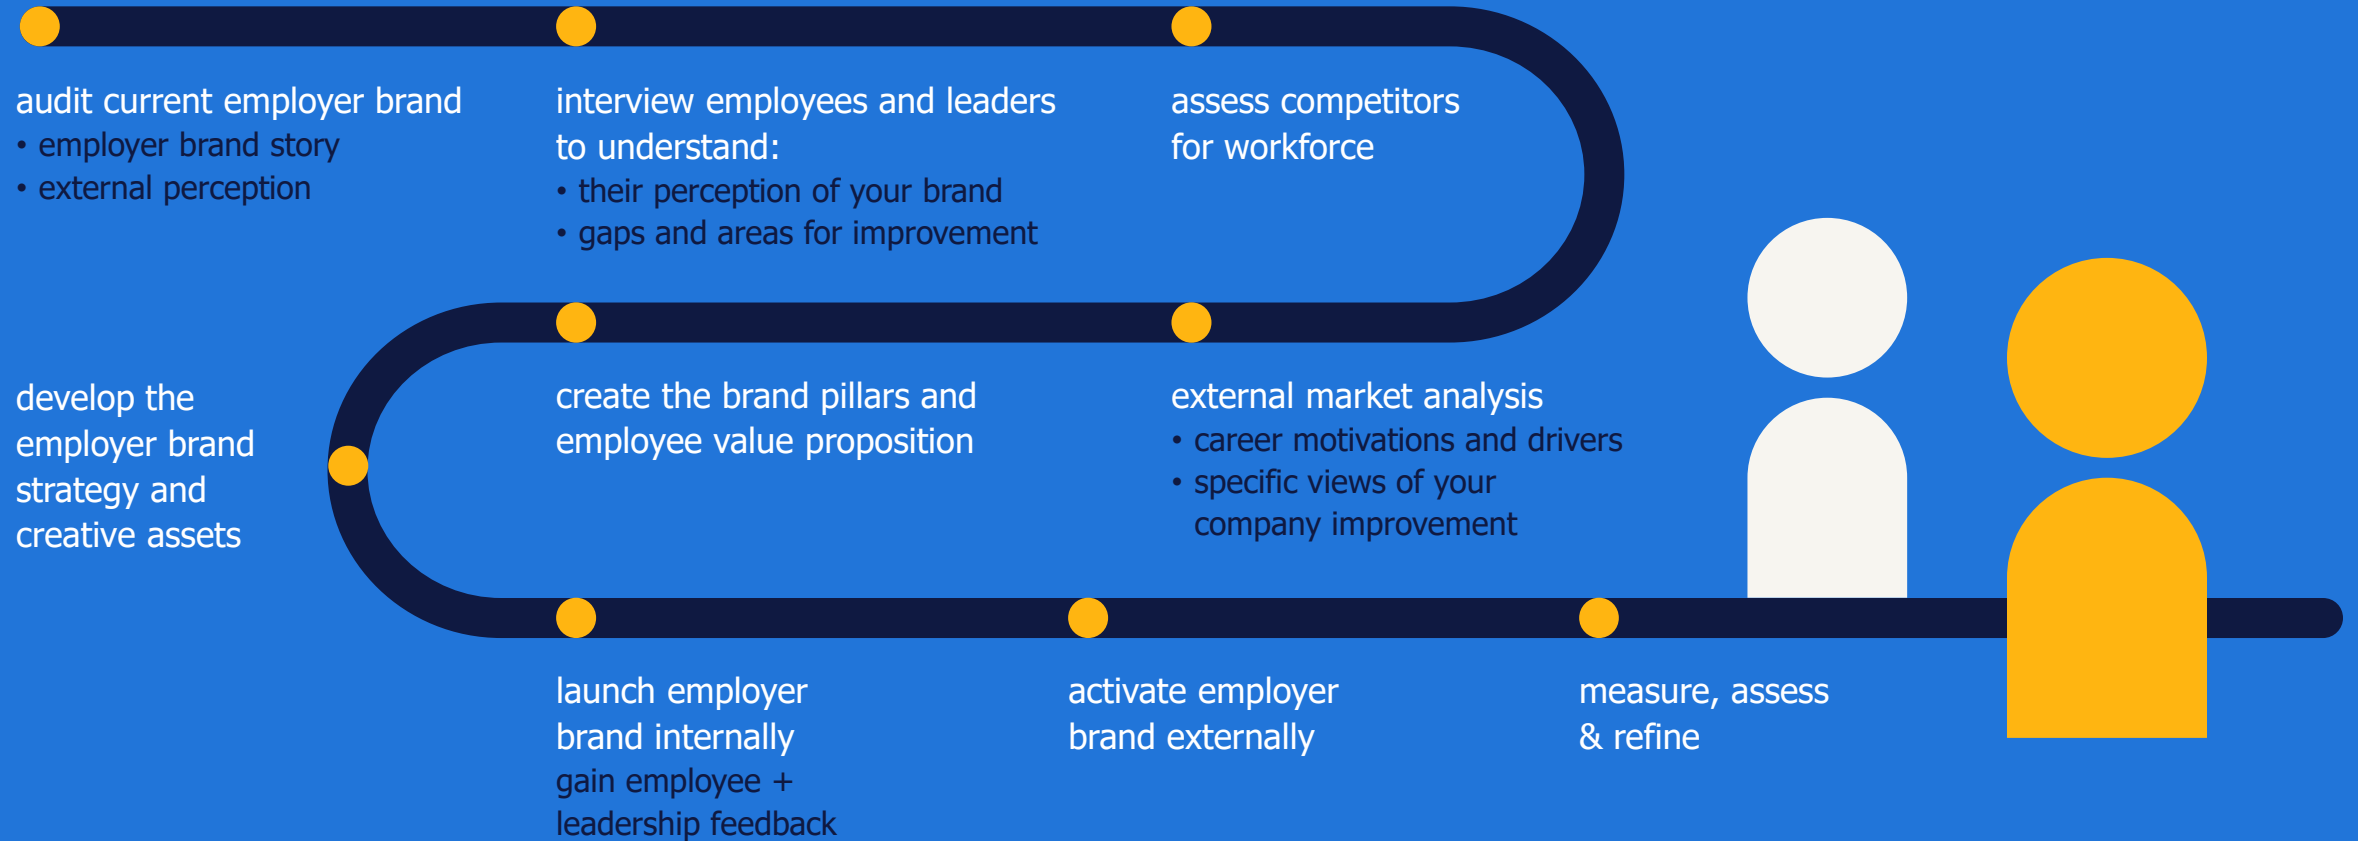 audit current employer brand
• employer brand story
• external perception
interview employees and leaders
to understand:
• their perception of your brand
• gaps and areas for improvement
assess competitors
for workforce
external market analysis
• career motivations and drivers
• specific views of your
company improvement
create the brand pillars and
employee value proposition
develop the
employer brand
strategy and
creative assets
launch employer
brand internally
gain employee +
leadership feedback
activate employer
brand externally
measure, assess
& refine